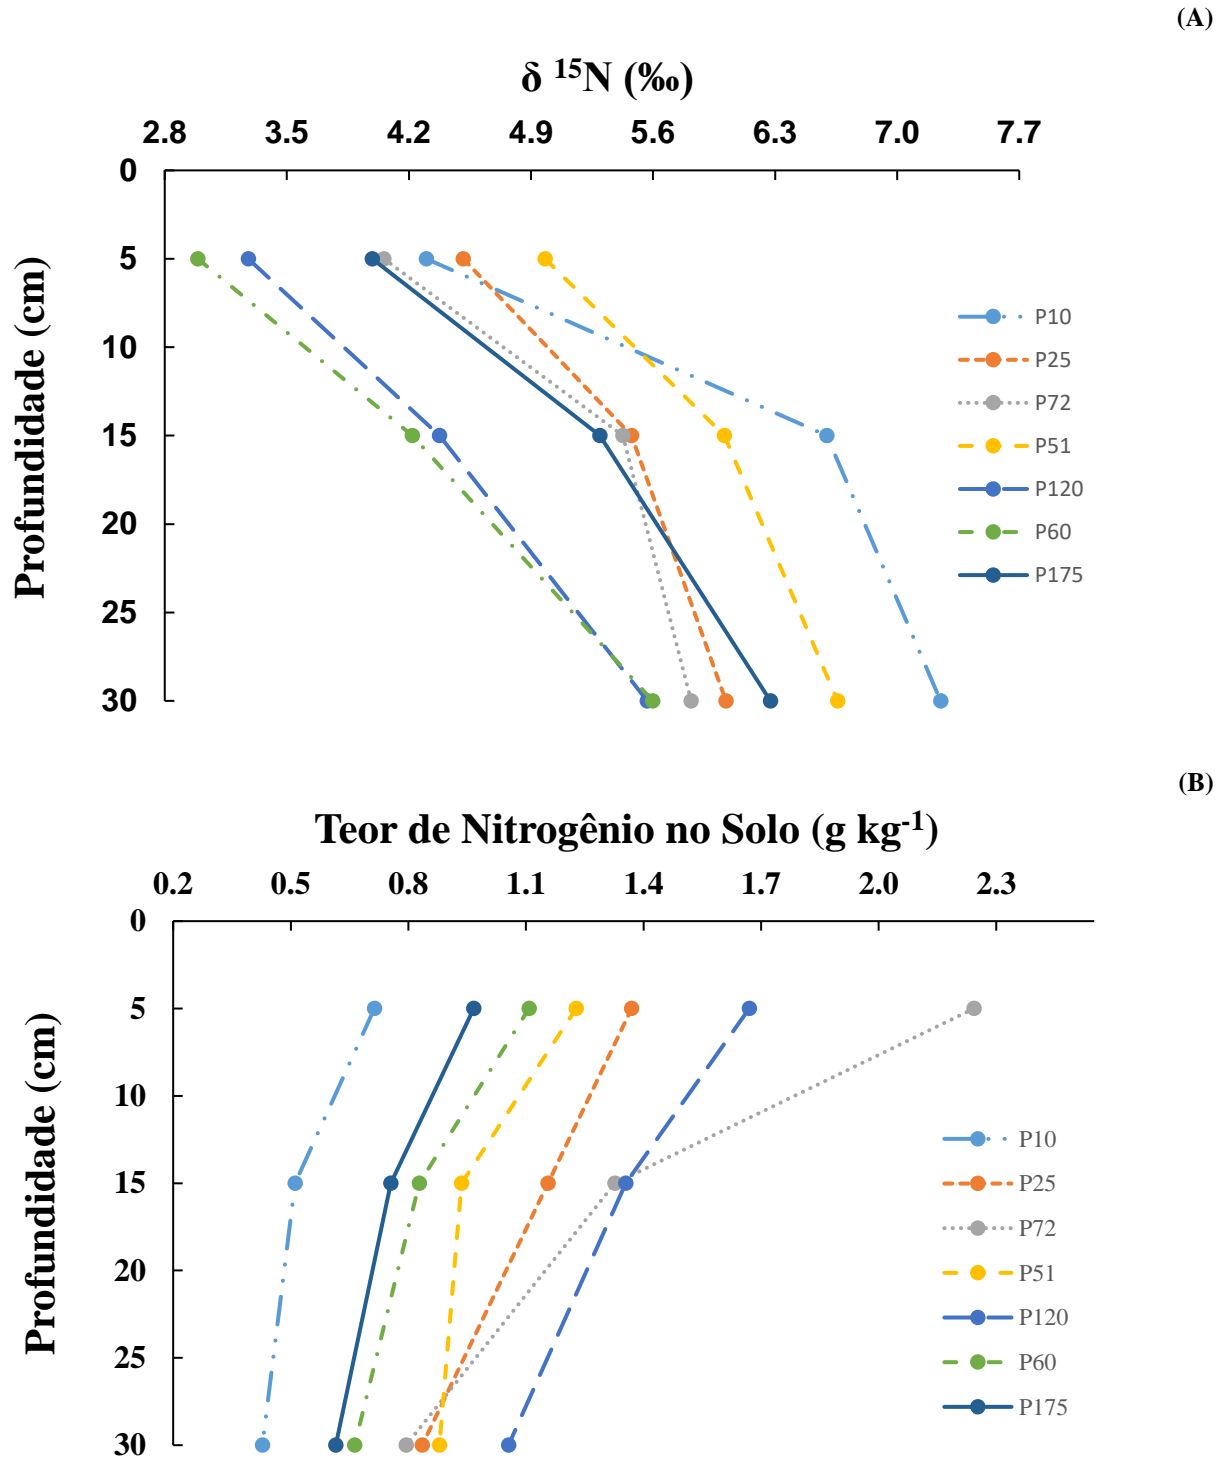 (A)
δ ¹⁵N (‰)
2.8 3.5 4.2 4.9 5.6 6.3 7.0 7.7
0
5
10
15
20
25
30
Profundidade (cm)
P10
P25
P72
P51
P120
P60
P175
(B)
Teor de Nitrogênio no Solo (g kg⁻¹)
0.2 0.5 0.8 1.1 1.4 1.7 2.0 2.3
0
5
10
15
20
25
30
Profundidade (cm)
P10
P25
P72
P51
P120
P60
P175